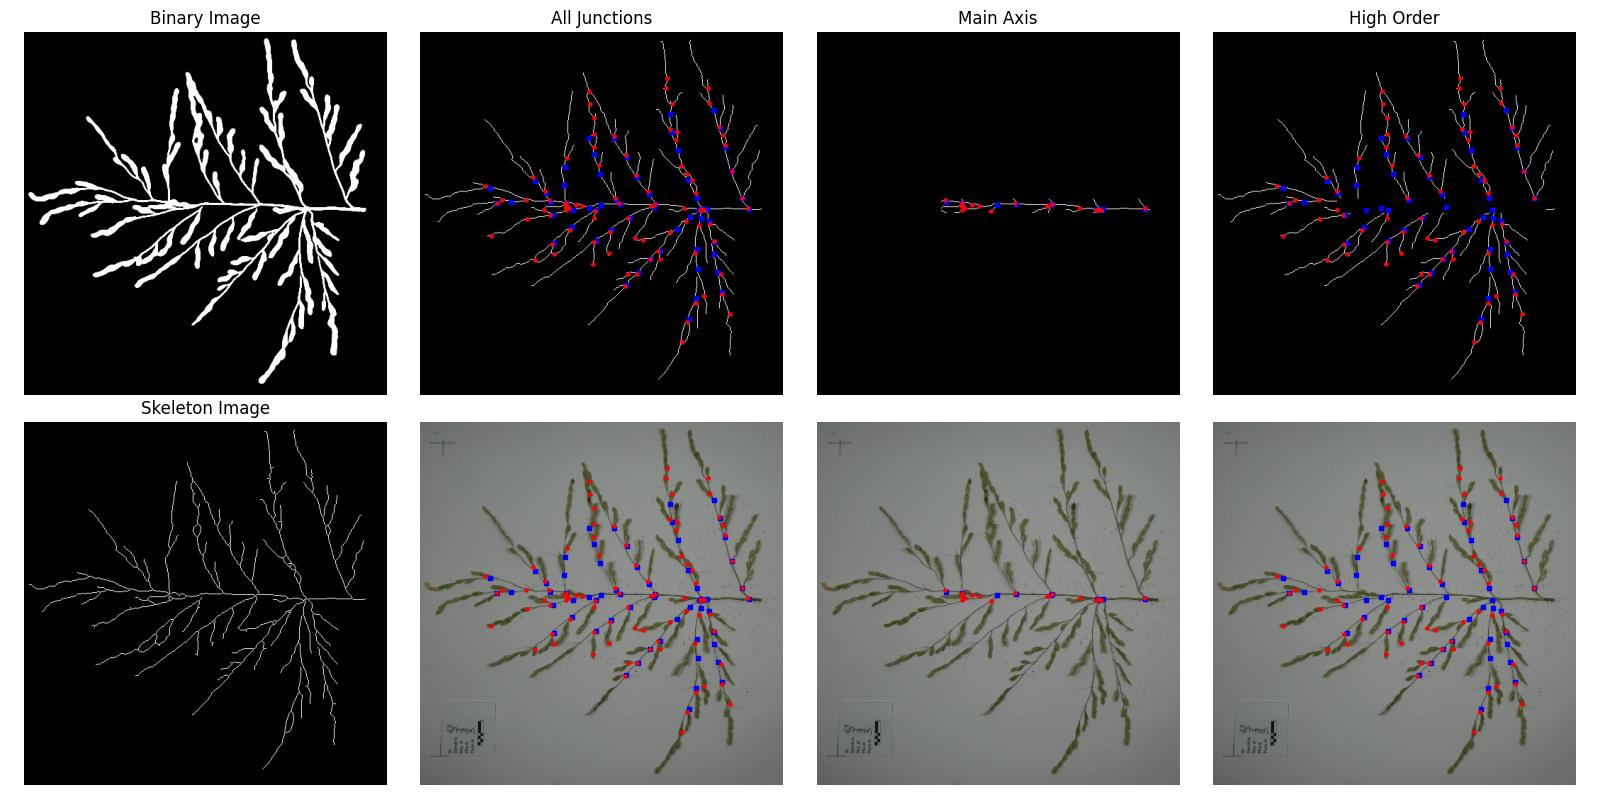 Binary Image
All Junctions
Main Axis
High Order
Skeleton Image